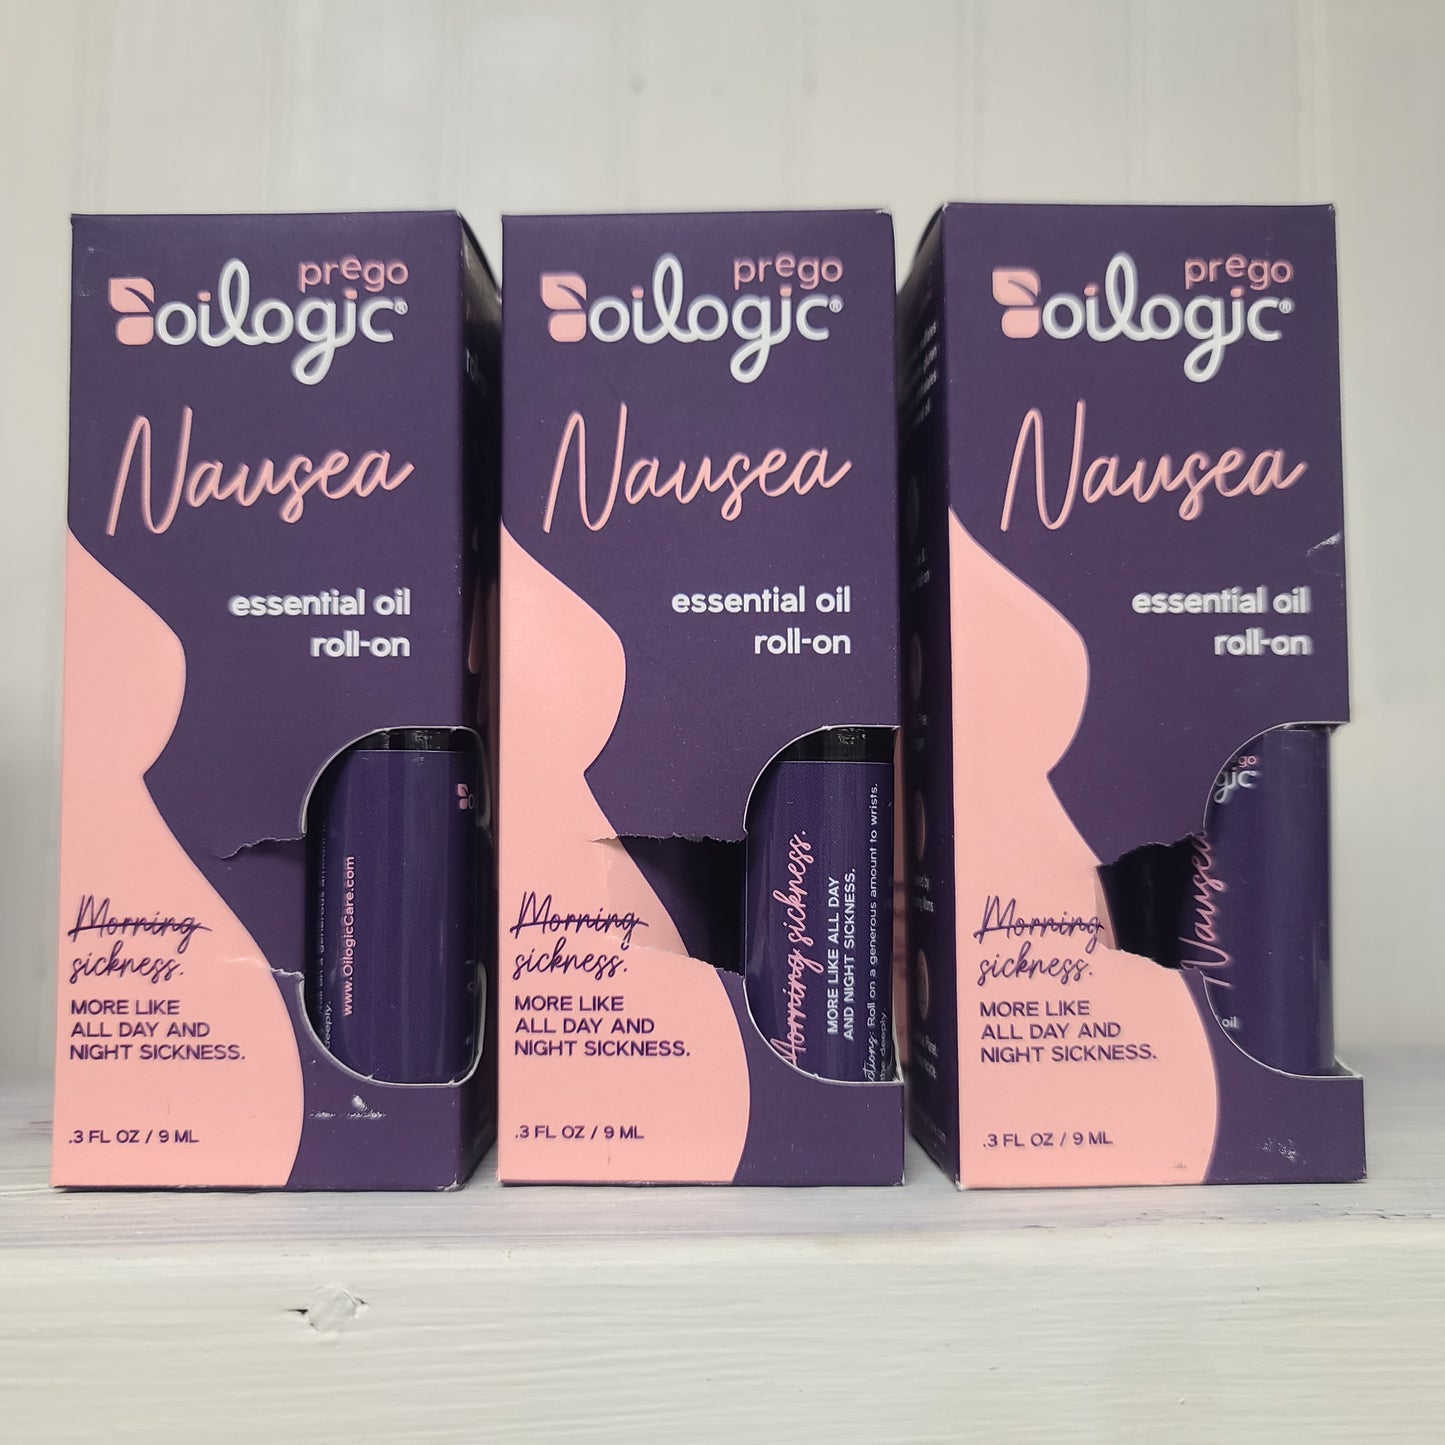 prego
oilogic®
Nausea
essential oil
roll-on
www.OilogicCare.com
Morning
sickness.
MORE LIKE
ALL DAY AND
NIGHT SICKNESS.
.3 FL OZ / 9 ML
prego
oilogic®
Nausea
essential oil
roll-on
Morning sickness.
MORE LIKE ALL DAY
AND NIGHT SICKNESS.
Roll on a generous amount to wrists.
Morning
sickness.
MORE LIKE
ALL DAY AND
NIGHT SICKNESS.
.3 FL OZ / 9 ML
prego
oilogic®
Nausea
essential oil
roll-on
Nausea
oil
Morning
sickness.
MORE LIKE
ALL DAY AND
NIGHT SICKNESS.
.3 FL OZ / 9 ML